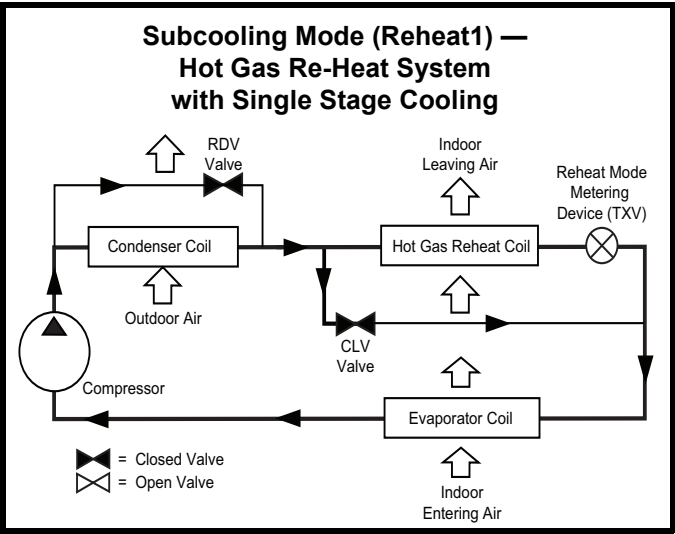 Subcooling Mode (Reheat1) —
Hot Gas Re-Heat System
with Single Stage Cooling
RDV
Valve
Indoor
Leaving Air
Reheat Mode
Metering
Device (TXV)
Condenser Coil
Hot Gas Reheat Coil
Outdoor Air
CLV
Valve
Compressor
Evaporator Coil
= Closed Valve
= Open Valve
Indoor
Entering Air